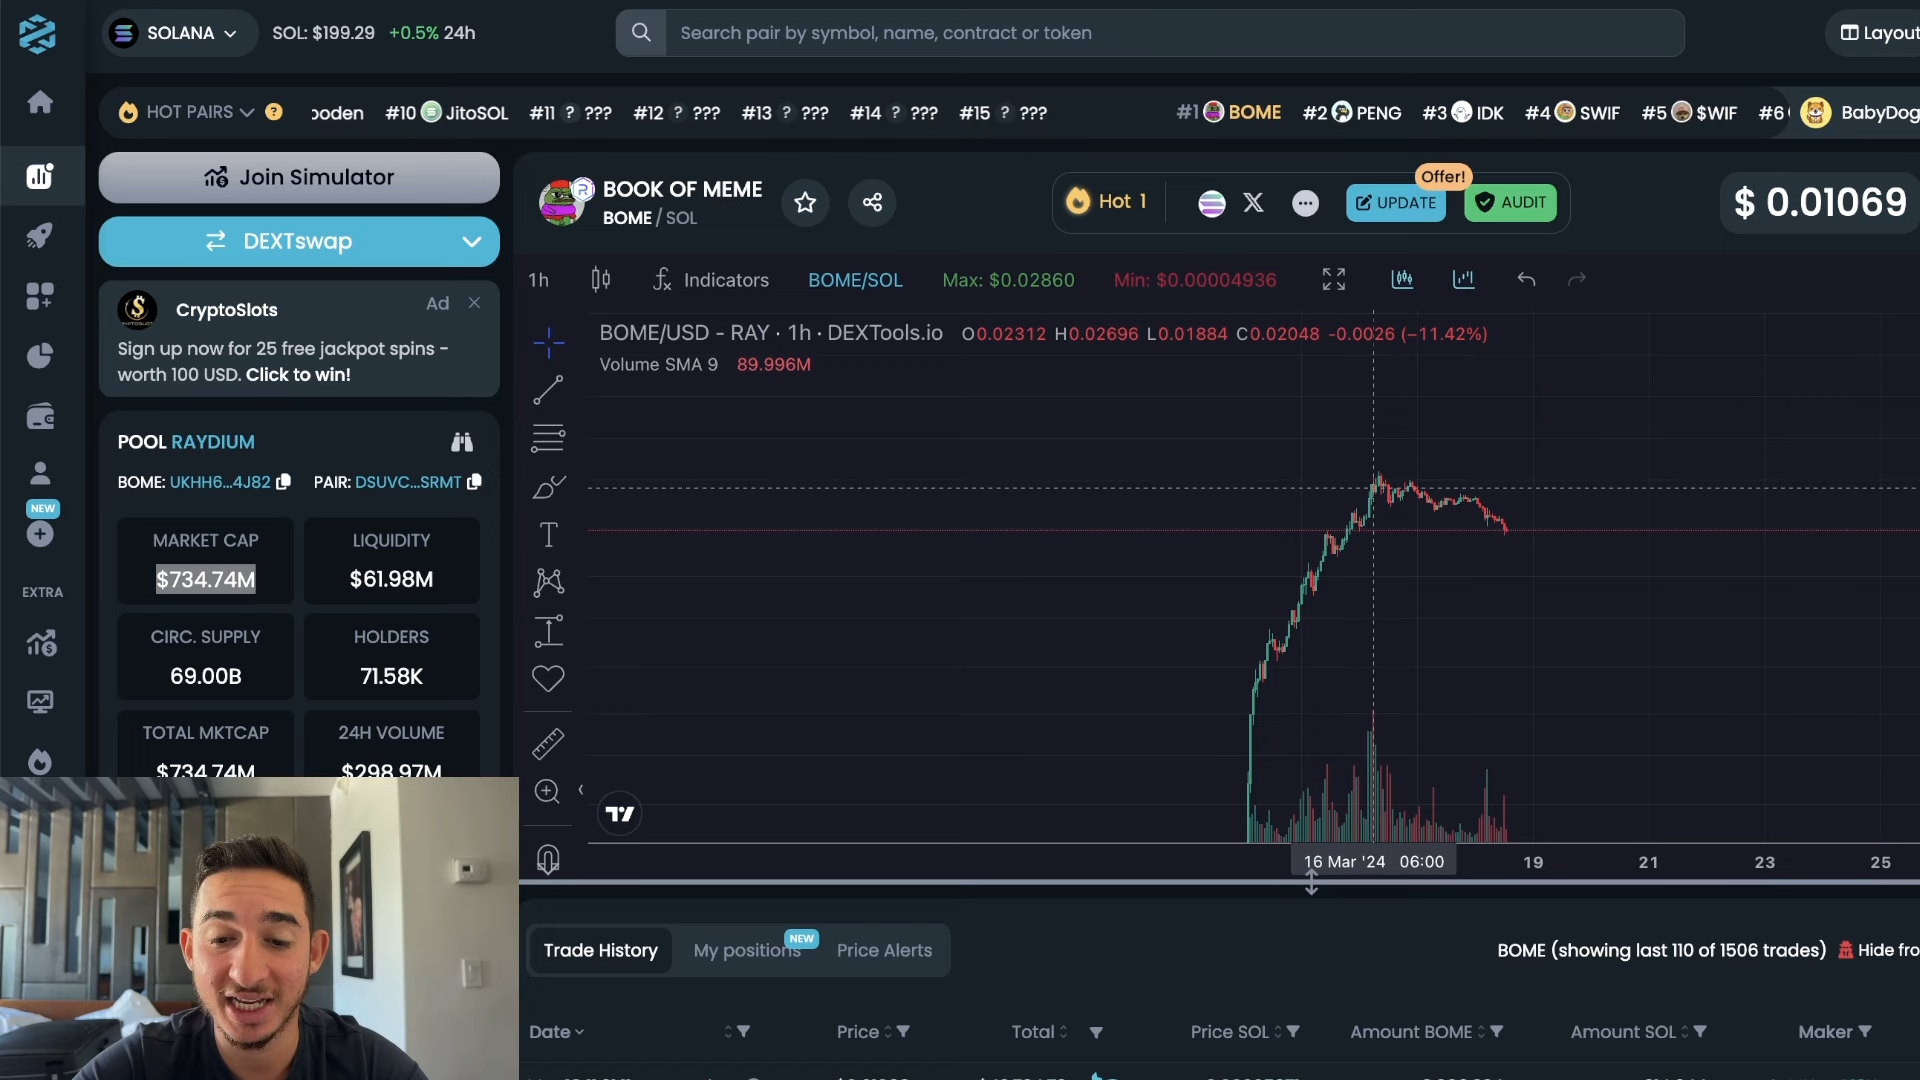 SOLANA
SOL: $199.29 +0.5% 24h
Search pair by symbol, name, contract or token
Layout
HOT PAIRS ? ooden #10 JitoSOL #11 ? ??? #12 ? ??? #13 ? ??? #14 ? ??? #15 ? ??? #1 BOME #2 PENG #3 IDK #4 SWIF #5 $WIF #6 BabyDog
Join Simulator
DEXTswap
CryptoSlots
Ad
Sign up now for 25 free jackpot spins -
worth 100 USD. Click to win!
POOL RAYDIUM
BOME: UKHH6...4J82 PAIR: DSUVC...SRMT
MARKET CAP
$734.74M
LIQUIDITY
$61.98M
CIRC. SUPPLY
69.00B
HOLDERS
71.58K
TOTAL MKTCAP
$734.74M
24H VOLUME
$298.97M
NEW
EXTRA
BOOK OF MEME
BOME / SOL
Hot 1
UPDATE
Offer!
AUDIT
$ 0.01069
1h Indicators BOME/SOL Max: $0.02860 Min: $0.00004936
BOME/USD - RAY · 1h · DEXTools.io O0.02312 H0.02696 L0.01884 C0.02048 -0.0026 (−11.42%)
Volume SMA 9 89.996M
16 Mar '24 06:00 19 21 23 25
Trade History My positions NEW Price Alerts
BOME (showing last 110 of 1506 trades) Hide fro
Date Price Total Price SOL Amount BOME Amount SOL Maker